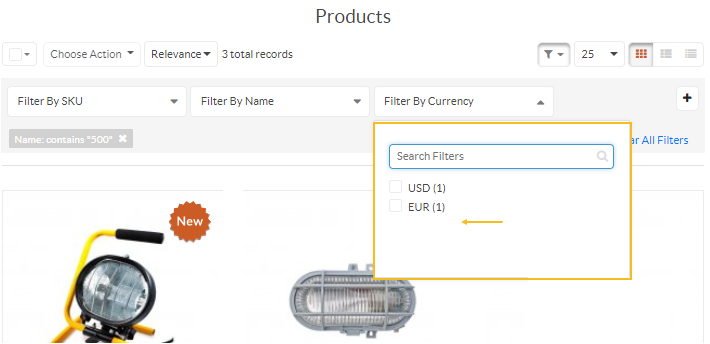 Products
Choose Action
Relevance
3 total records
25
Filter By SKU
Filter By Name
Filter By Currency
Name: contains "500"
ar All Filters
Search Filters
USD (1)
EUR (1)
New